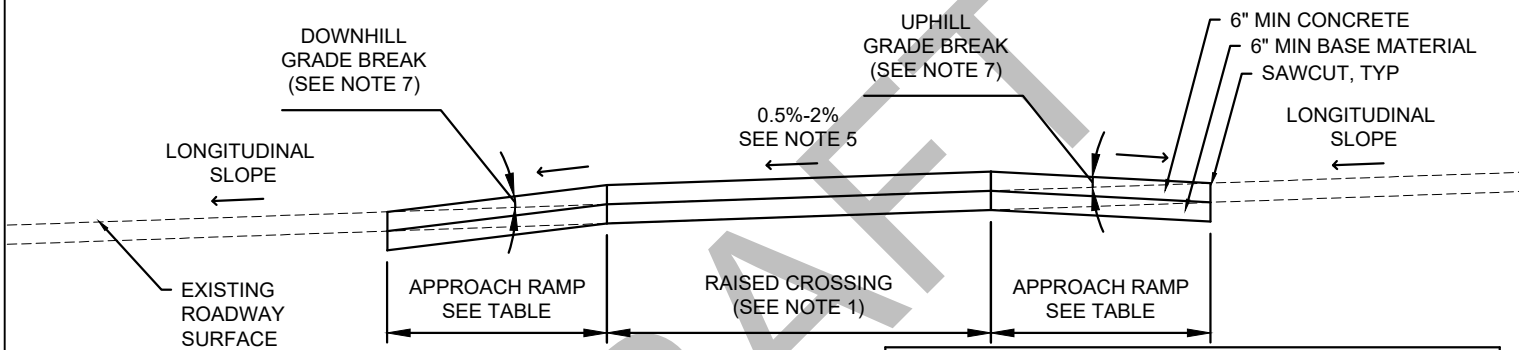 DOWNHILL
GRADE BREAK
(SEE NOTE 7)
UPHILL
GRADE BREAK
(SEE NOTE 7)
6" MIN CONCRETE
6" MIN BASE MATERIAL
SAWCUT, TYP
LONGITUDINAL
SLOPE
0.5%-2%
SEE NOTE 5
LONGITUDINAL
SLOPE
EXISTING
ROADWAY
SURFACE
APPROACH RAMP
SEE TABLE
RAISED CROSSING
(SEE NOTE 1)
APPROACH RAMP
SEE TABLE
RAFT